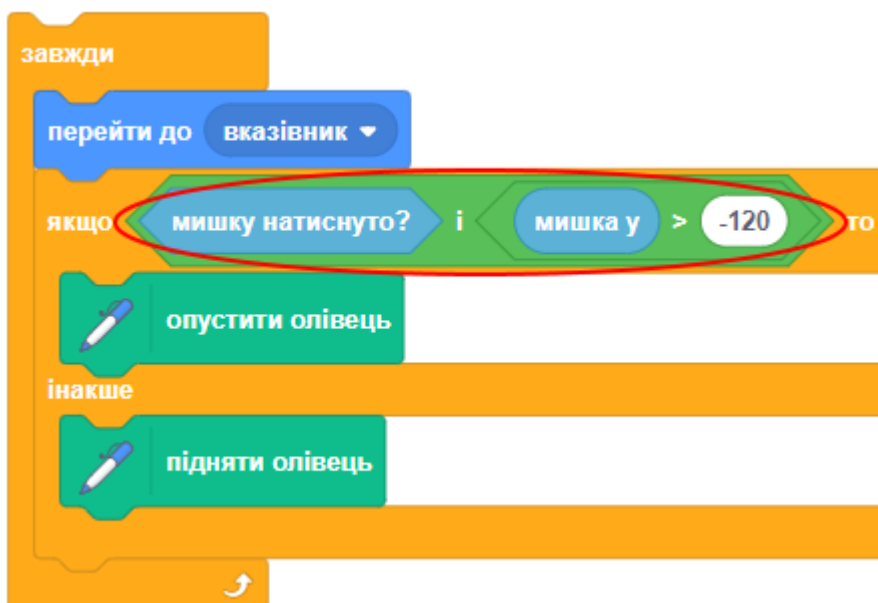 завжди
перейти до вказівник
якщо мишку натиснуто? і мишка y > -120 то
опустити олівець
інакше
підняти олівець